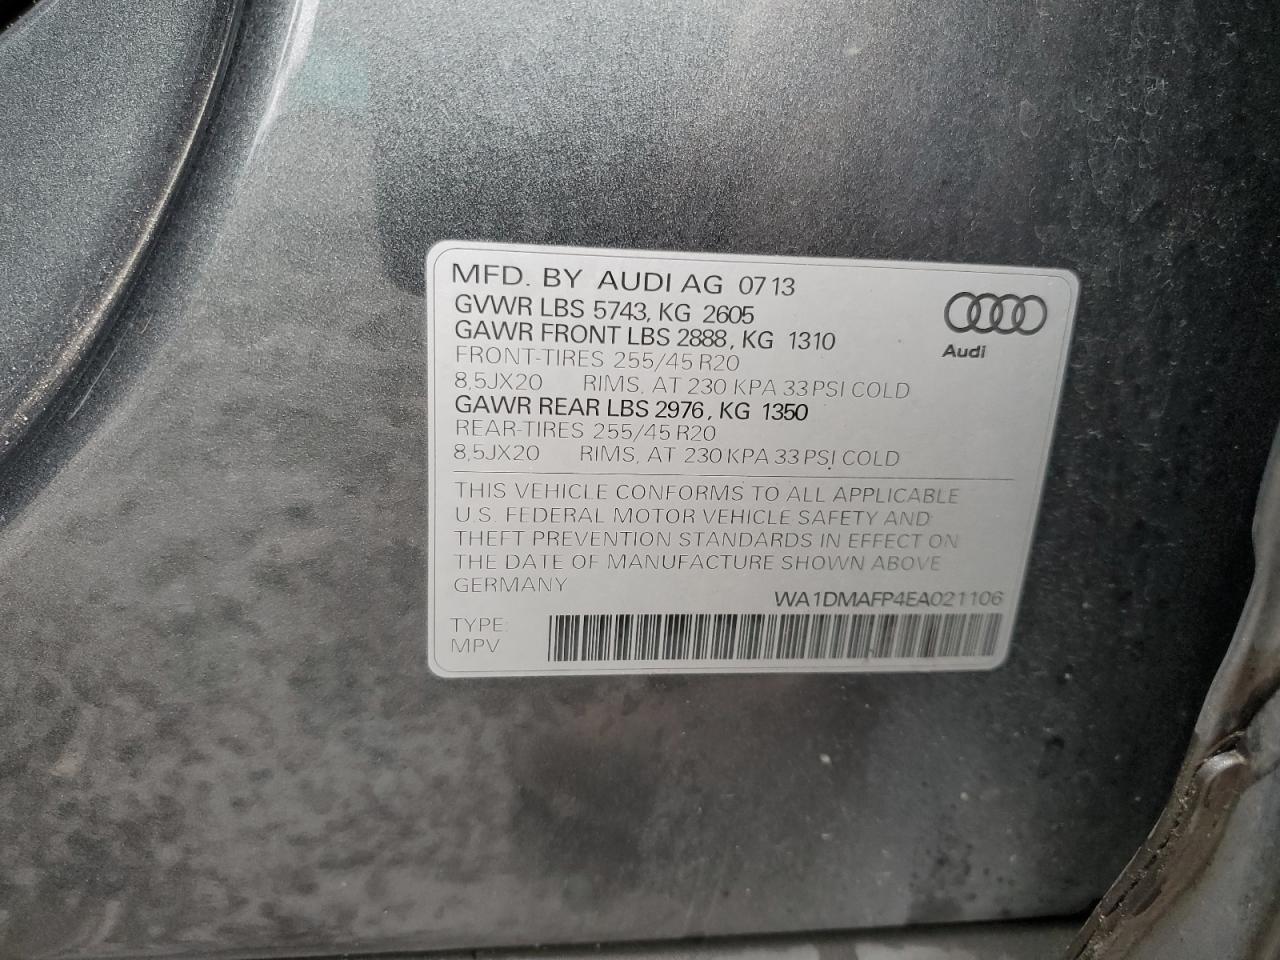 MFD. BY AUDI AG 0713
GVWR LBS 5743, KG 2605
GAWR FRONT LBS 2888, KG 1310
FRONT-TIRES 255/45 R20
8,5JX20 RIMS, AT 230 KPA 33 PSI COLD
GAWR REAR LBS 2976, KG 1350
REAR-TIRES 255/45 R20
8,5JX20 RIMS, AT 230 KPA 33 PSI COLD
Audi
THIS VEHICLE CONFORMS TO ALL APPLICABLE
U.S. FEDERAL MOTOR VEHICLE SAFETY AND
THEFT PREVENTION STANDARDS IN EFFECT ON
THE DATE OF MANUFACTURE SHOWN ABOVE
GERMANY
WA1DMAFP4EA021106
TYPE:
MPV